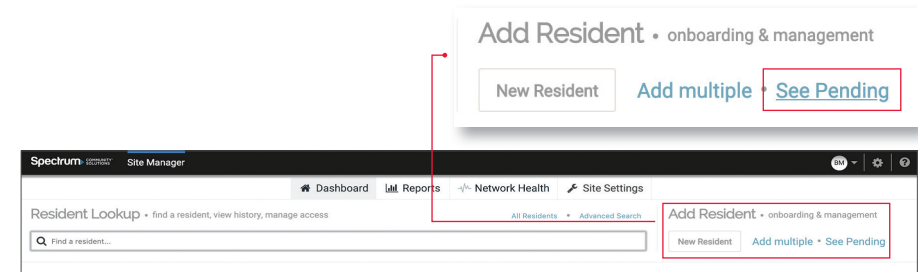 Add Resident • onboarding & management
New Resident Add multiple • See Pending
Spectrum COMMUNITY SOLUTIONS Site Manager BM
Dashboard Reports Network Health Site Settings
Resident Lookup • find a resident, view history, manage access All Residents • Advanced Search Add Resident • onboarding & management
Find a resident... New Resident Add multiple • See Pending